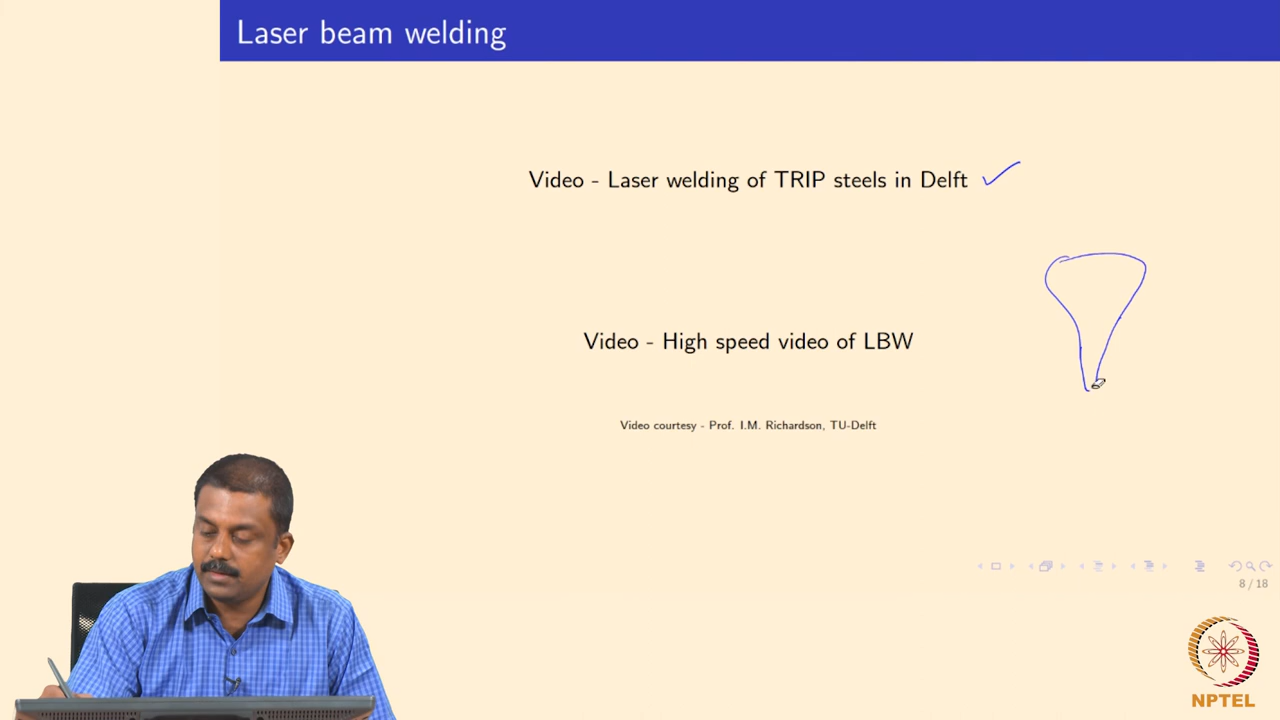 Laser beam welding
Video - Laser welding of TRIP steels in Delft
Video - High speed video of LBW
Video courtesy - Prof. I.M. Richardson, TU-Delft
8 / 18
NPTEL